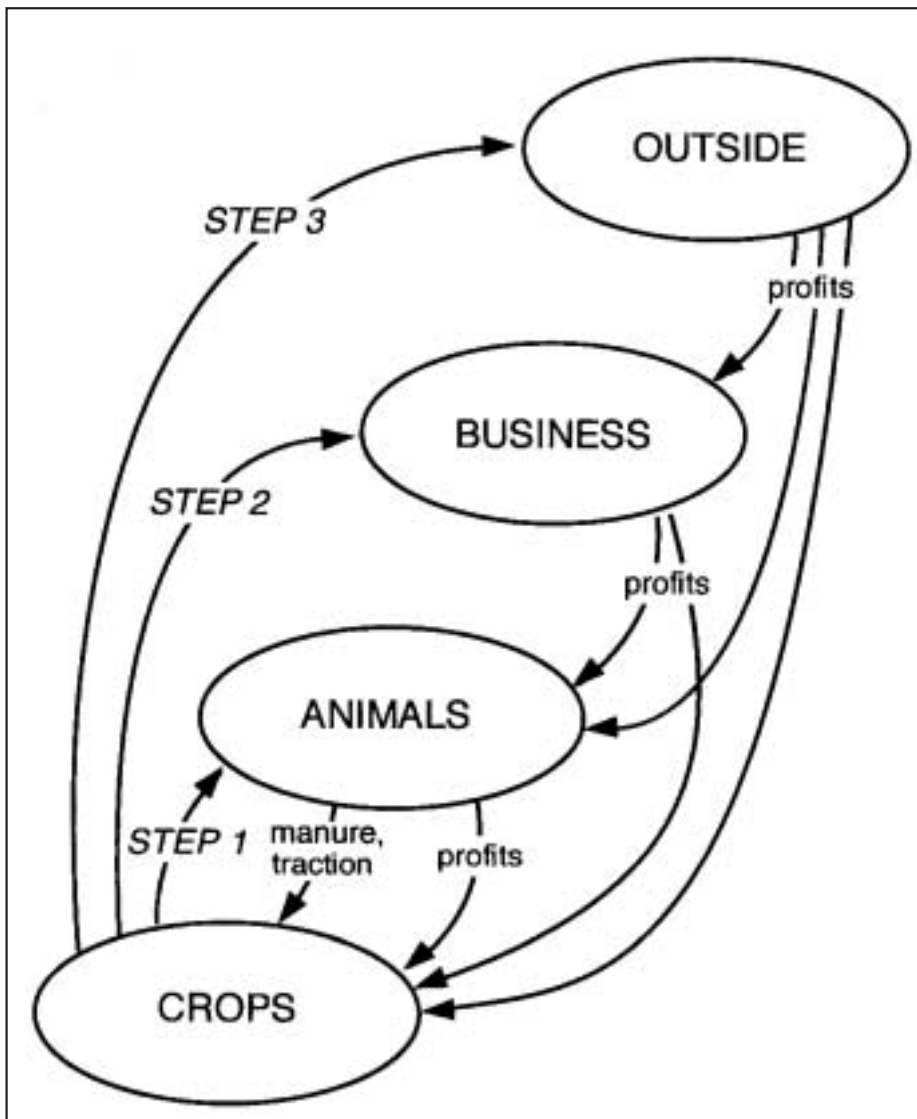 OUTSIDE
STEP 3
profits
BUSINESS
STEP 2
profits
ANIMALS
STEP 1
manure,
traction
profits
CROPS